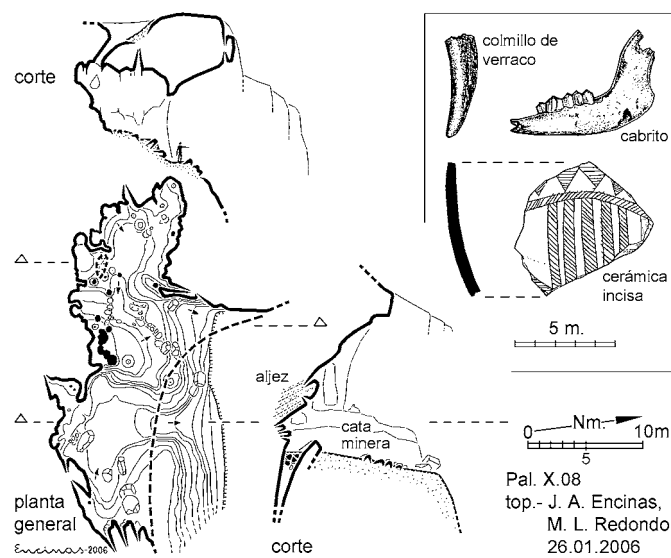 corte
colmillo de
verraco
cabrito
cerámica
incisa
5 m.
aljez
cata
minera
0 Nm. 10m
5
planta
general
Encinas-2006
corte
Pal. X.08
top.- J. A. Encinas,
M. L. Redondo
26.01.2006